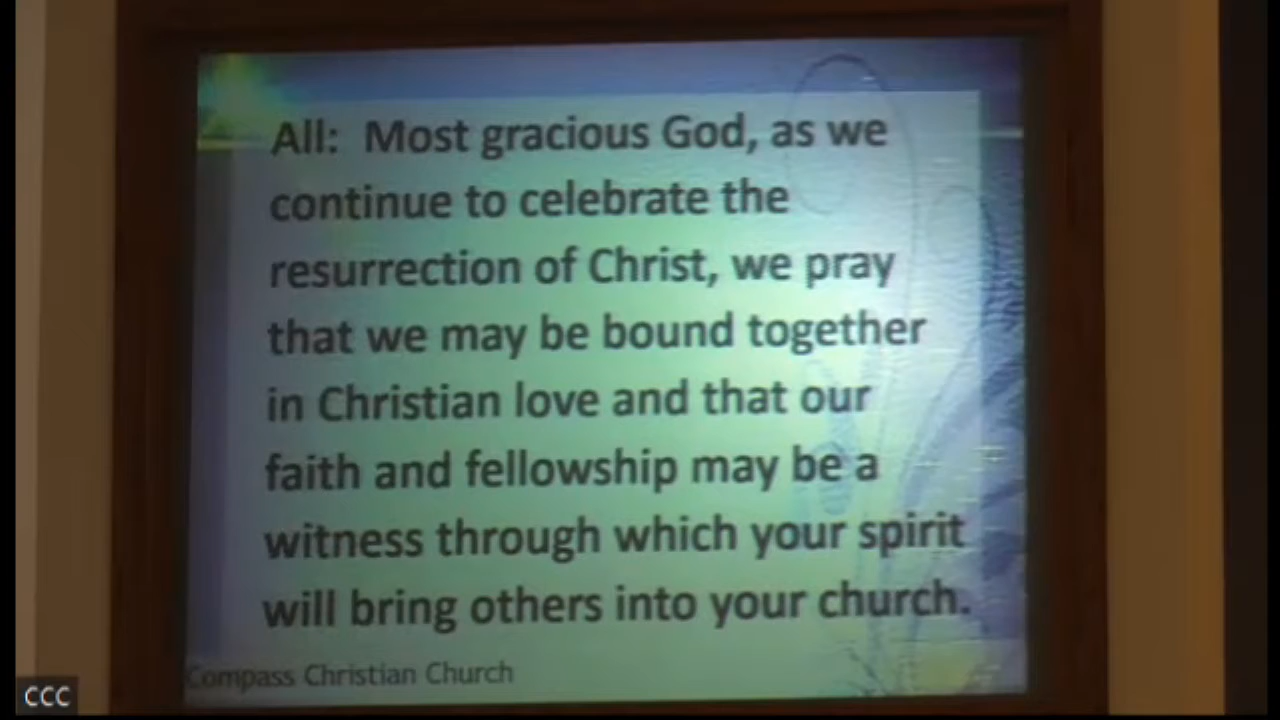 All: Most gracious God, as we
continue to celebrate the
resurrection of Christ, we pray
that we may be bound together
in Christian love and that our
faith and fellowship may be a
witness through which your spirit
will bring others into your church.
Compass Christian Church
CCC